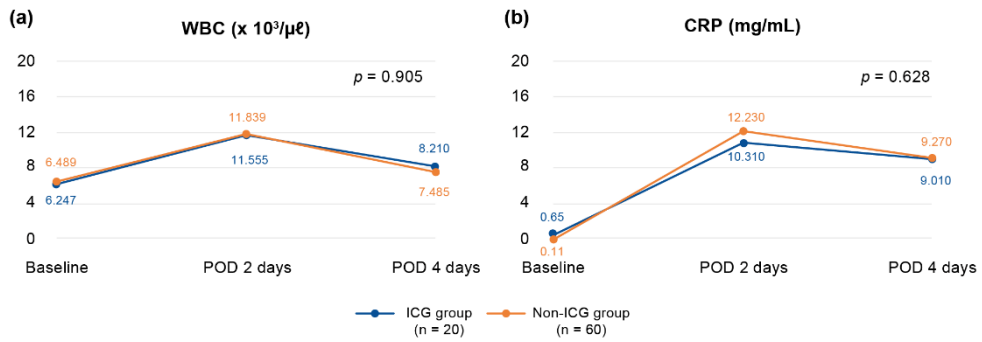 (a)
WBC (x 10³/µℓ)
20
16
12
8
4
0
p = 0.905
6.489
6.247
11.839
11.555
8.210
7.485
Baseline
POD 2 days
POD 4 days
(b)
CRP (mg/mL)
20
16
12
8
4
0
p = 0.628
0.65
0.11
12.230
10.310
9.270
9.010
Baseline
POD 2 days
POD 4 days
ICG group
(n = 20)
Non-ICG group
(n = 60)